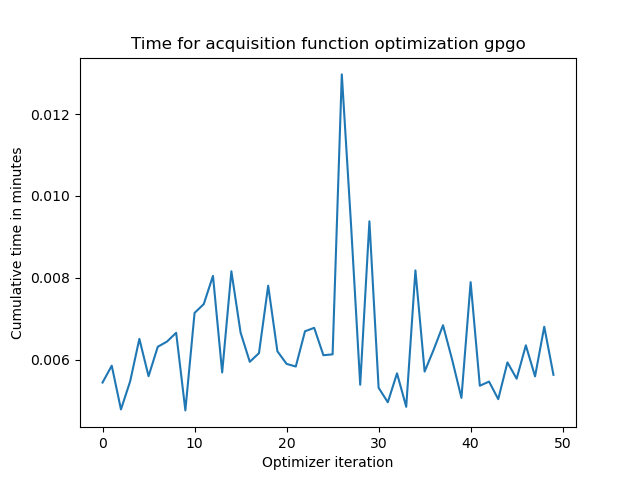 Time for acquisition function optimization gpgo
Cumulative time in minutes
0.012
0.010
0.008
0.006
0 10 20 30 40 50
Optimizer iteration